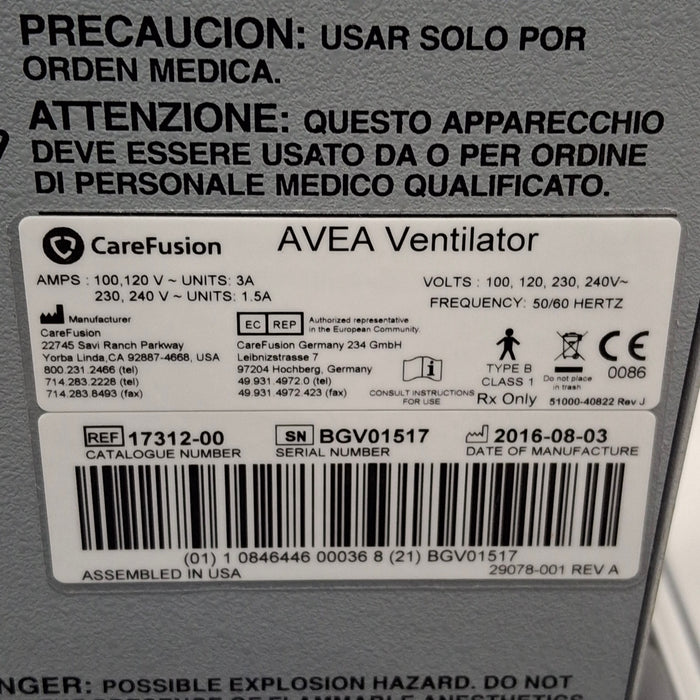 PRECAUCION: USAR SOLO POR
ORDEN MEDICA.
ATTENZIONE: QUESTO APPARECCHIO
DEVE ESSERE USATO DA O PER ORDINE
DI PERSONALE MEDICO QUALIFICATO.
CareFusion
AVEA Ventilator
AMPS : 100,120 V ~ UNITS: 3A
230, 240 V ~ UNITS: 1.5A
VOLTS : 100, 120, 230, 240V~
FREQUENCY: 50/60 HERTZ
Manufacturer
CareFusion
22745 Savi Ranch Parkway
Yorba Linda,CA 92887-4668, USA
800.231.2466 (tel)
714.283.2228 (tel)
714.283.8493 (fax)
EC REP
Authorized representative
in the European Community.
CareFusion Germany 234 GmbH
Leibnizstrasse 7
97204 Hochberg, Germany
49.931.4972.0 (tel)
49.931.4972.423 (fax)
i
CONSULT INSTRUCTIONS
FOR USE
TYPE B
CLASS 1
Rx Only
Do not place
in trash
CE
0086
51000-40822 Rev J
REF 17312-00
CATALOGUE NUMBER
SN BGV01517
SERIAL NUMBER
2016-08-03
DATE OF MANUFACTURE
(01) 1 0846446 00036 8 (21) BGV01517
ASSEMBLED IN USA
29078-001 REV A
NGER: POSSIBLE EXPLOSION HAZARD. DO NOT
PRESENCE OF FLAMMABLE ANESTHETICS